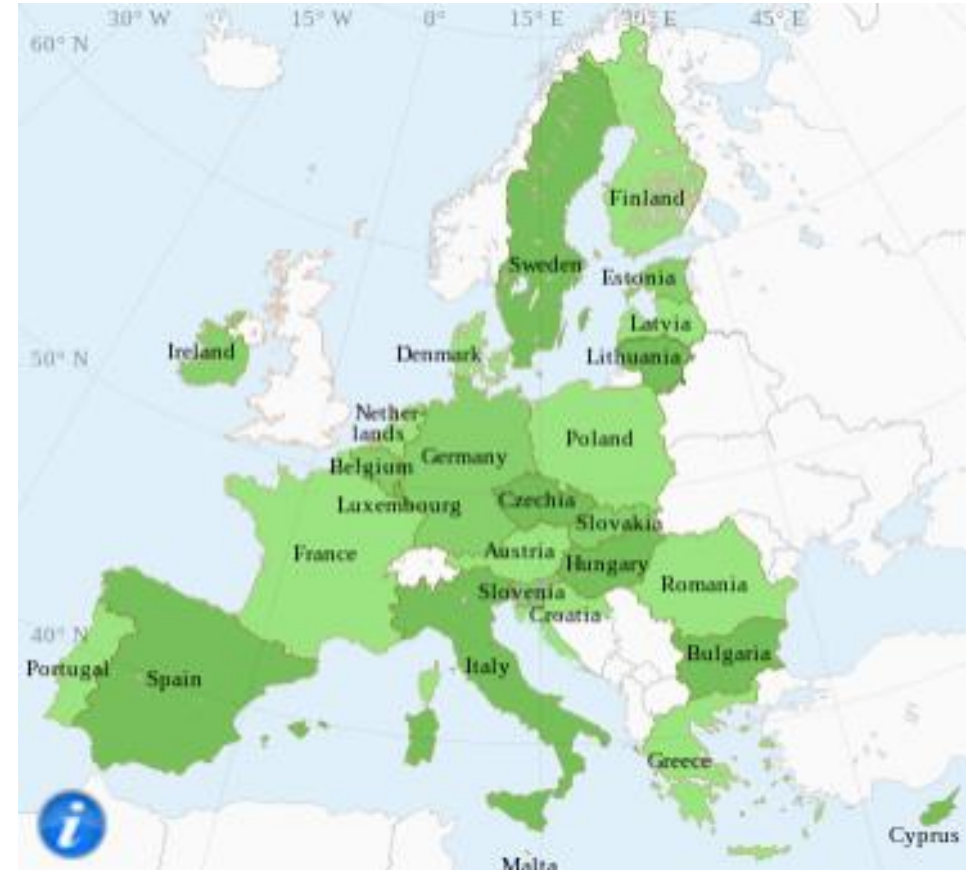 30° W
0°
15° E
30° E
45° E
60° N
Finland
Sweden
Estonia
Latvia
Ireland
Denmark
Lithuania
50° N
Nether-
lands
Poland
Belgium
Germany
Luxembourg
Czechia
Slovakia
France
Austria
Hungary
Slovenia
Romania
Croatia
40° N
Portugal
Spain
Italy
Bulgaria
Greece
i
Cyprus
Malta